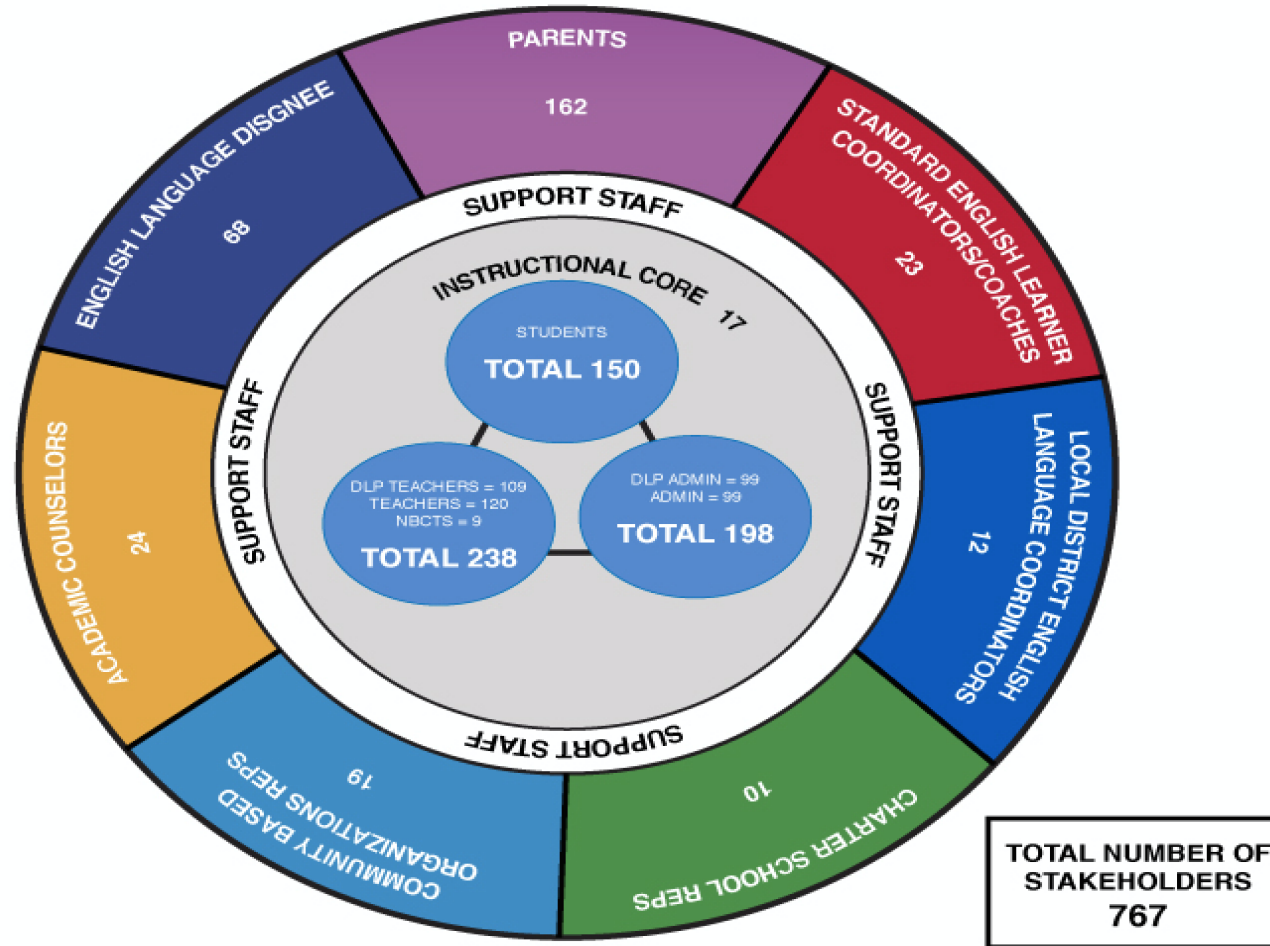 PARENTS
162
STANDARD ENGLISH LEARNER
COORDINATORS/COACHES
23
LOCAL DISTRICT ENGLISH
LANGUAGE COORDINATORS
12
CHARTER SCHOOL REPS
10
COMMUNITY BASED
ORGANIZATIONS REPS
19
ACADEMIC COUNSELORS
24
ENGLISH LANGUAGE DISGNEE
68
SUPPORT STAFF
SUPPORT STAFF
SUPPORT STAFF
SUPPORT STAFF
INSTRUCTIONAL CORE 17
STUDENTS
TOTAL 150
DLP TEACHERS = 109
TEACHERS = 120
NBCTS = 9
TOTAL 238
DLP ADMIN = 99
ADMIN = 99
TOTAL 198
TOTAL NUMBER OF
STAKEHOLDERS
767